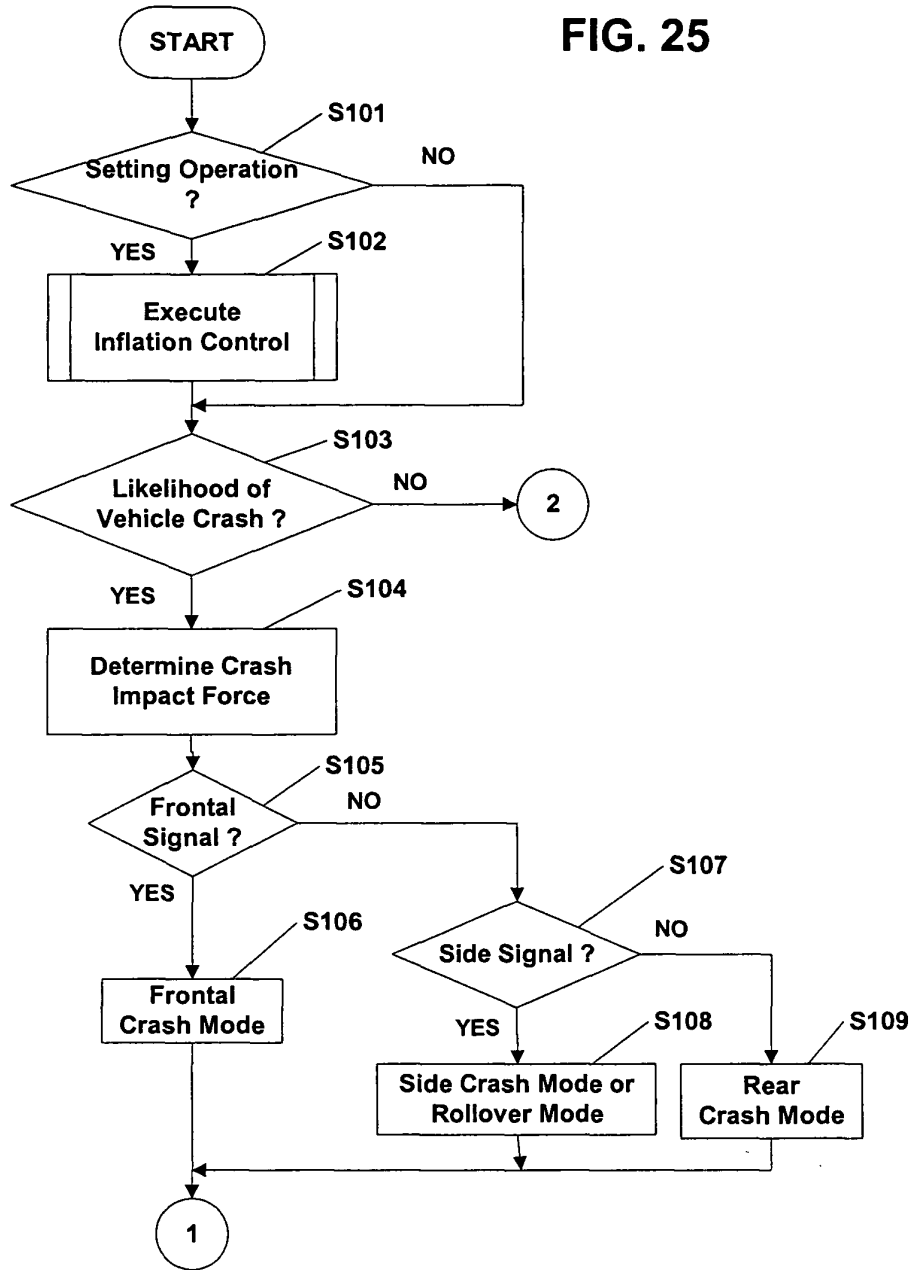 FIG. 25
START
S101
Setting Operation
?
NO
YES
S102
Execute
Inflation Control
S103
Likelihood of
Vehicle Crash ?
NO
2
YES
S104
Determine Crash
Impact Force
S105
Frontal
Signal ?
NO
YES
S106
Frontal
Crash Mode
S107
Side Signal ?
NO
YES
S108
Side Crash Mode or
Rollover Mode
S109
Rear
Crash Mode
1